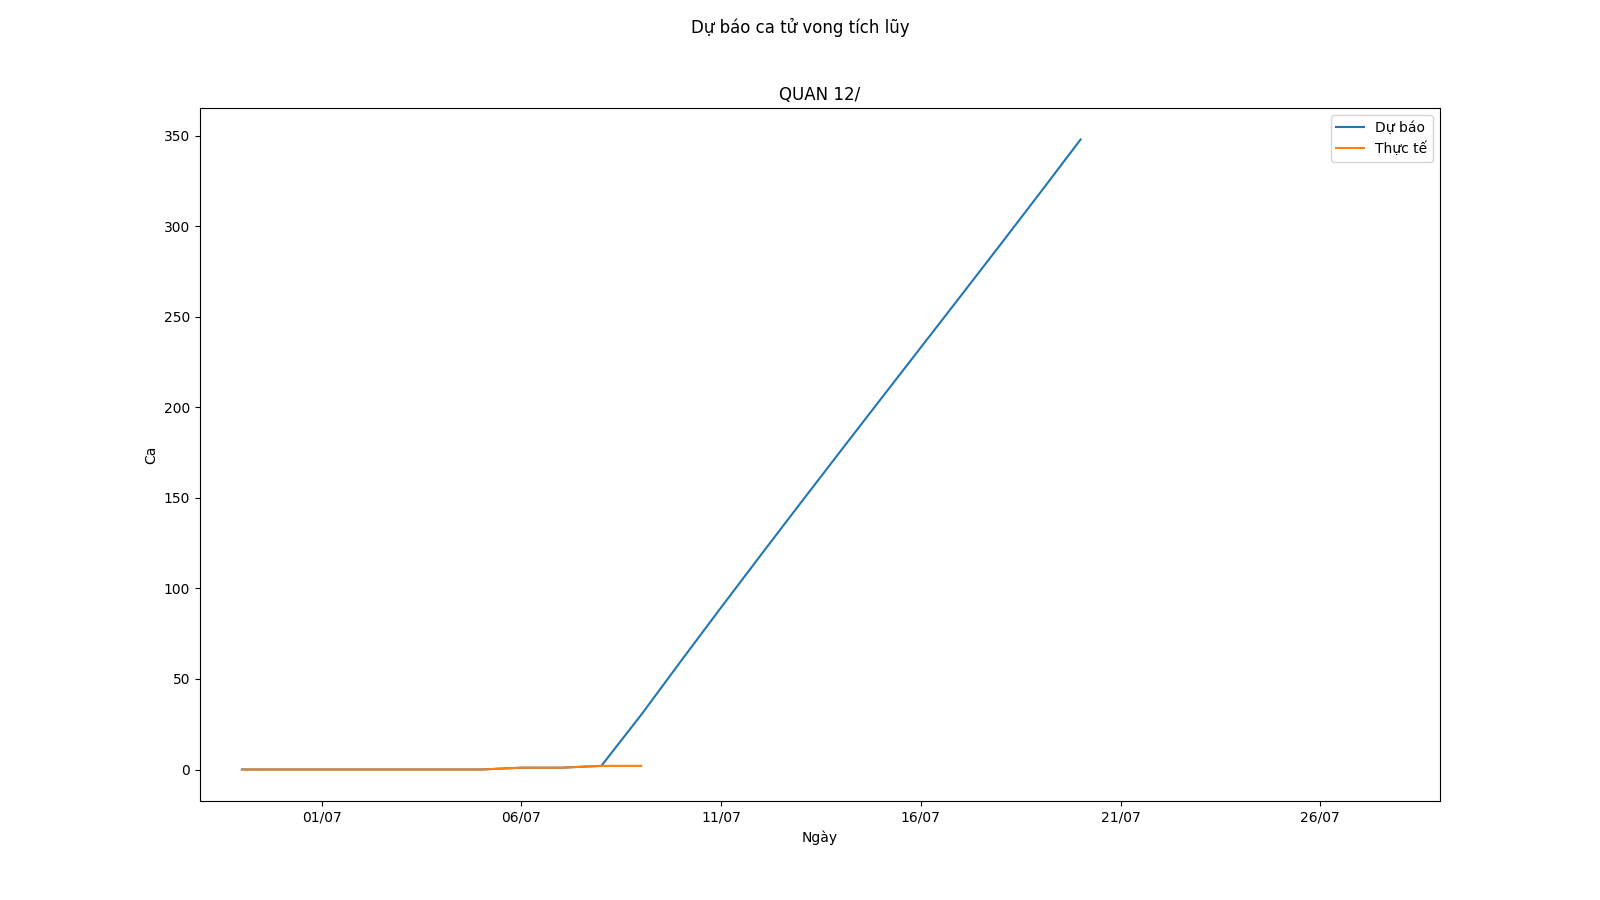 Dự báo ca tử vong tích lũy
QUAN 12/
Dự báo
Thực tế
350
300
250
200
150
100
50
0
Ca
01/07
06/07
11/07
16/07
21/07
26/07
Ngày